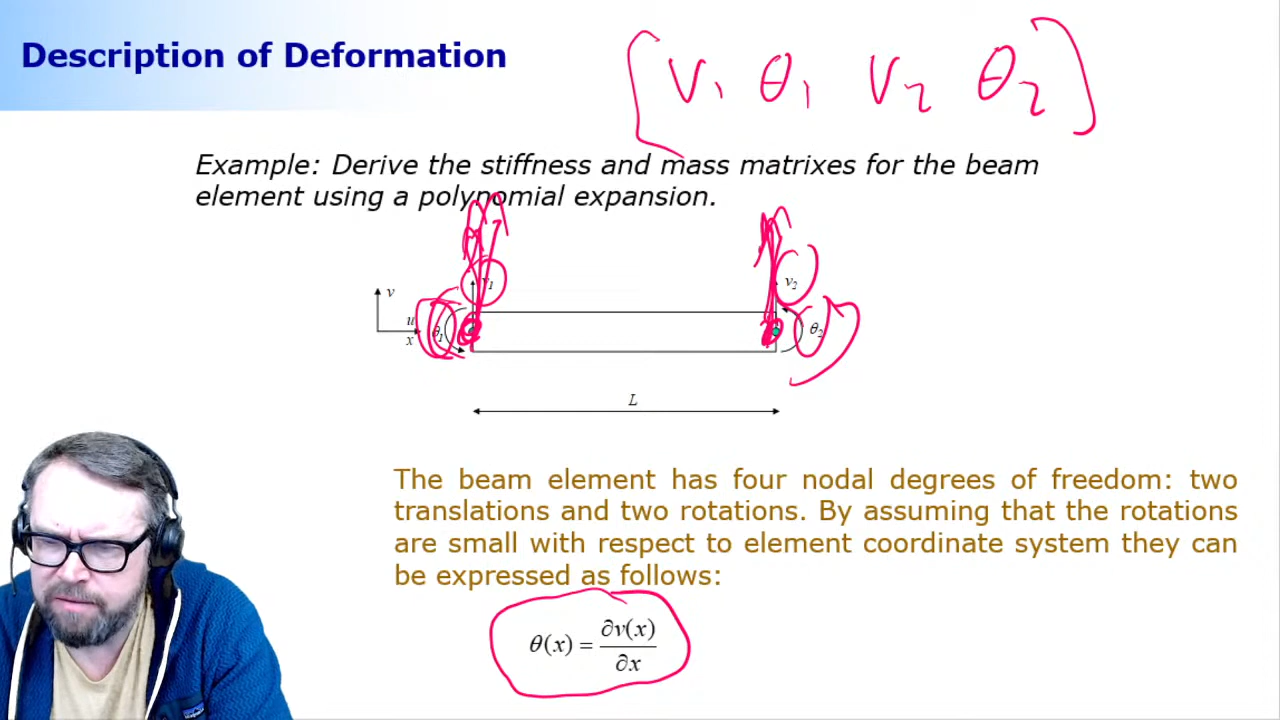 Description of Deformation
[V1 θ1 V2 θ2]
Example: Derive the stiffness and mass matrixes for the beam
element using a polynomial expansion.
v
v1
v2
u
θ1
θ2
x
L
The beam element has four nodal degrees of freedom: two
translations and two rotations. By assuming that the rotations
are small with respect to element coordinate system they can
be expressed as follows:
θ(x) = ∂v(x)/∂x